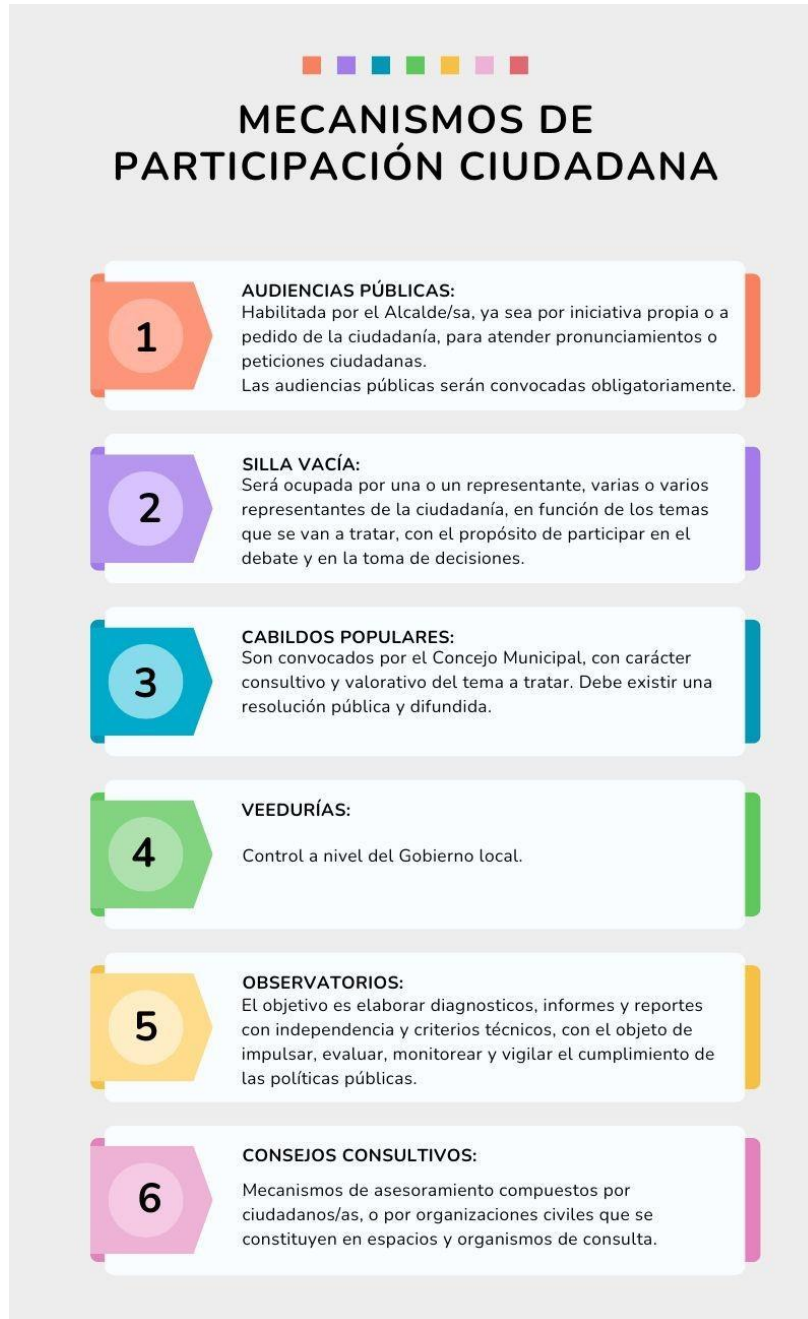 MECANISMOS DE
PARTICIPACIÓN CIUDADANA
1
AUDIENCIAS PÚBLICAS:
Habilitada por el Alcalde/sa, ya sea por iniciativa propia o a
pedido de la ciudadanía, para atender pronunciamientos o
peticiones ciudadanas.
Las audiencias públicas serán convocadas obligatoriamente.
2
SILLA VACÍA:
Será ocupada por una o un representante, varias o varios
representantes de la ciudadanía, en función de los temas
que se van a tratar, con el propósito de participar en el
debate y en la toma de decisiones.
3
CABILDOS POPULARES:
Son convocados por el Concejo Municipal, con carácter
consultivo y valorativo del tema a tratar. Debe existir una
resolución pública y difundida.
4
VEEDURÍAS:
Control a nivel del Gobierno local.
5
OBSERVATORIOS:
El objetivo es elaborar diagnosticos, informes y reportes
con independencia y criterios técnicos, con el objeto de
impulsar, evaluar, monitorear y vigilar el cumplimiento de
las políticas públicas.
6
CONSEJOS CONSULTIVOS:
Mecanismos de asesoramiento compuestos por
ciudadanos/as, o por organizaciones civiles que se
constituyen en espacios y organismos de consulta.